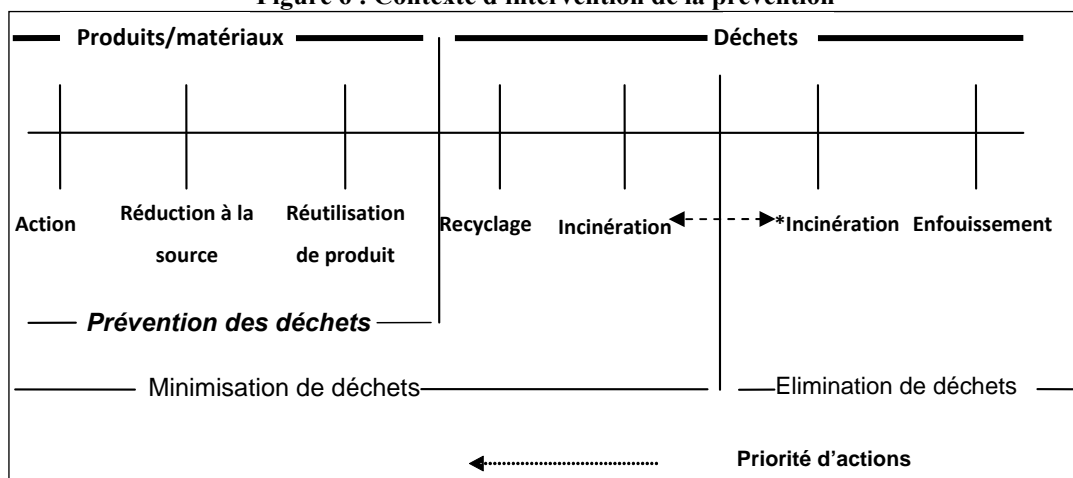 Figure 6 : Contexte d'intervention de la prévention
Produits/matériaux
Déchets
Action
Réduction à la
source
Réutilisation
de produit
Recyclage
Incinération
*Incinération
Enfouissement
Prévention des déchets
Minimisation de déchets
Elimination de déchets
Priorité d'actions